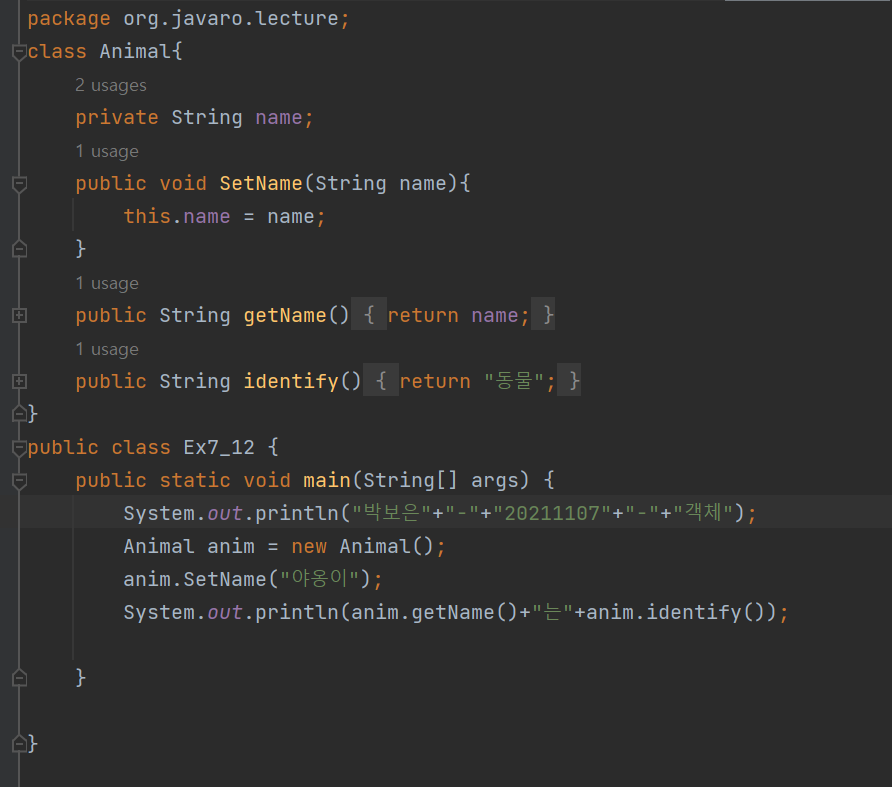 package org.javaro.lecture;
class Animal{
2 usages
private String name;
1 usage
public void SetName(String name){
this.name = name;
}
1 usage
public String getName() { return name; }
1 usage
public String identify() { return "동물"; }
}
public class Ex7_12 {
public static void main(String[] args) {
System.out.println("박보은"+"-"+"20211107"+"-"+"객체");
Animal anim = new Animal();
anim.SetName("야옹이");
System.out.println(anim.getName()+"는"+anim.identify());
}
}